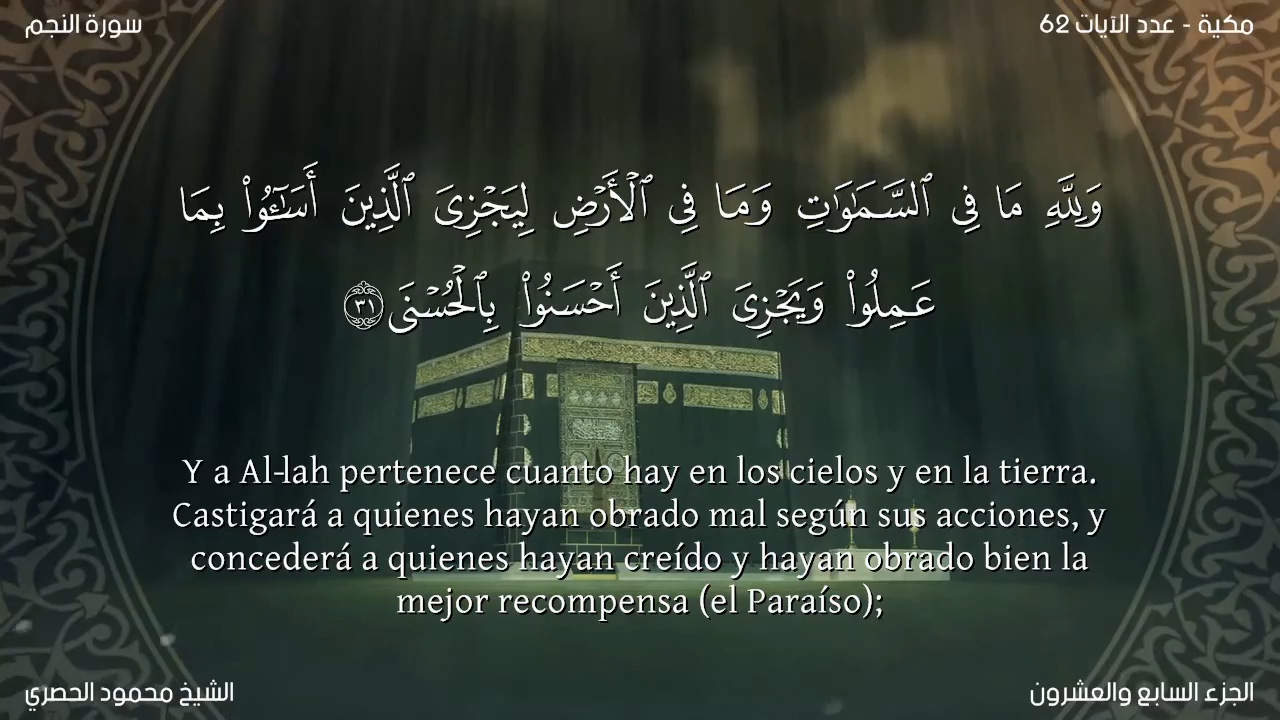 سورة النجم
مكية - عدد الآيات 62
وَلِلَّهِ مَا فِى ٱلسَّمَـٰوَٰتِ وَمَا فِى ٱلْأَرْضِ لِيَجْزِىَ ٱلَّذِينَ أَسَـٰٓـُٔوا۟ بِمَا
عَمِلُوا۟ وَيَجْزِىَ ٱلَّذِينَ أَحْسَنُوا۟ بِٱلْحُسْنَى ٣١
Y a Al-lah pertenece cuanto hay en los cielos y en la tierra.
Castigará a quienes hayan obrado mal según sus acciones, y
concederá a quienes hayan creído y hayan obrado bien la
mejor recompensa (el Paraíso);
الشيخ محمود الحصري
الجزء السابع والعشرون